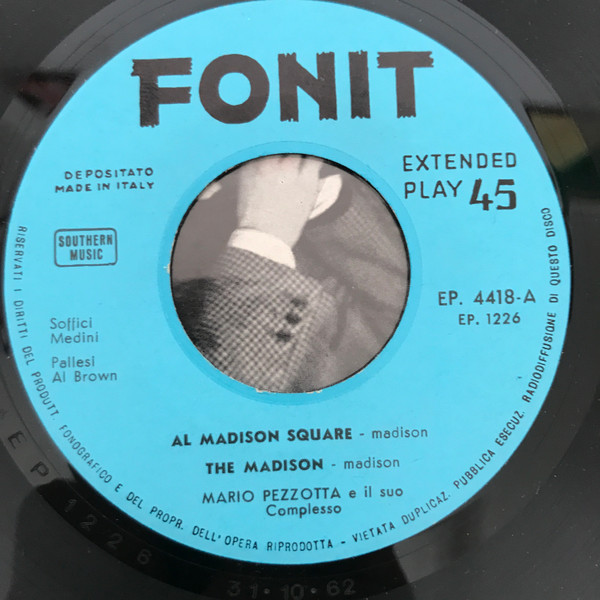 FONIT
DEPOSITATO
MADE IN ITALY
EXTENDED
PLAY 45
SOUTHERN
MUSIC
EP. 4418-A
EP. 1226
Soffici
Medini
Pallesi
Al Brown
AL MADISON SQUARE - madison
THE MADISON - madison
MARIO PEZZOTTA e il suo
Complesso
RISERVATI I DIRITTI DEL PRODUTT. FONOGRAFICO E DEL PROPR. DELL'OPERA RIPRODOTTA - VIETATA DUPLICAZ. PUBBLICA ESECUZ. RADIODIFFUSIONE DI QUESTO DISCO
EP 1226
31·10·62